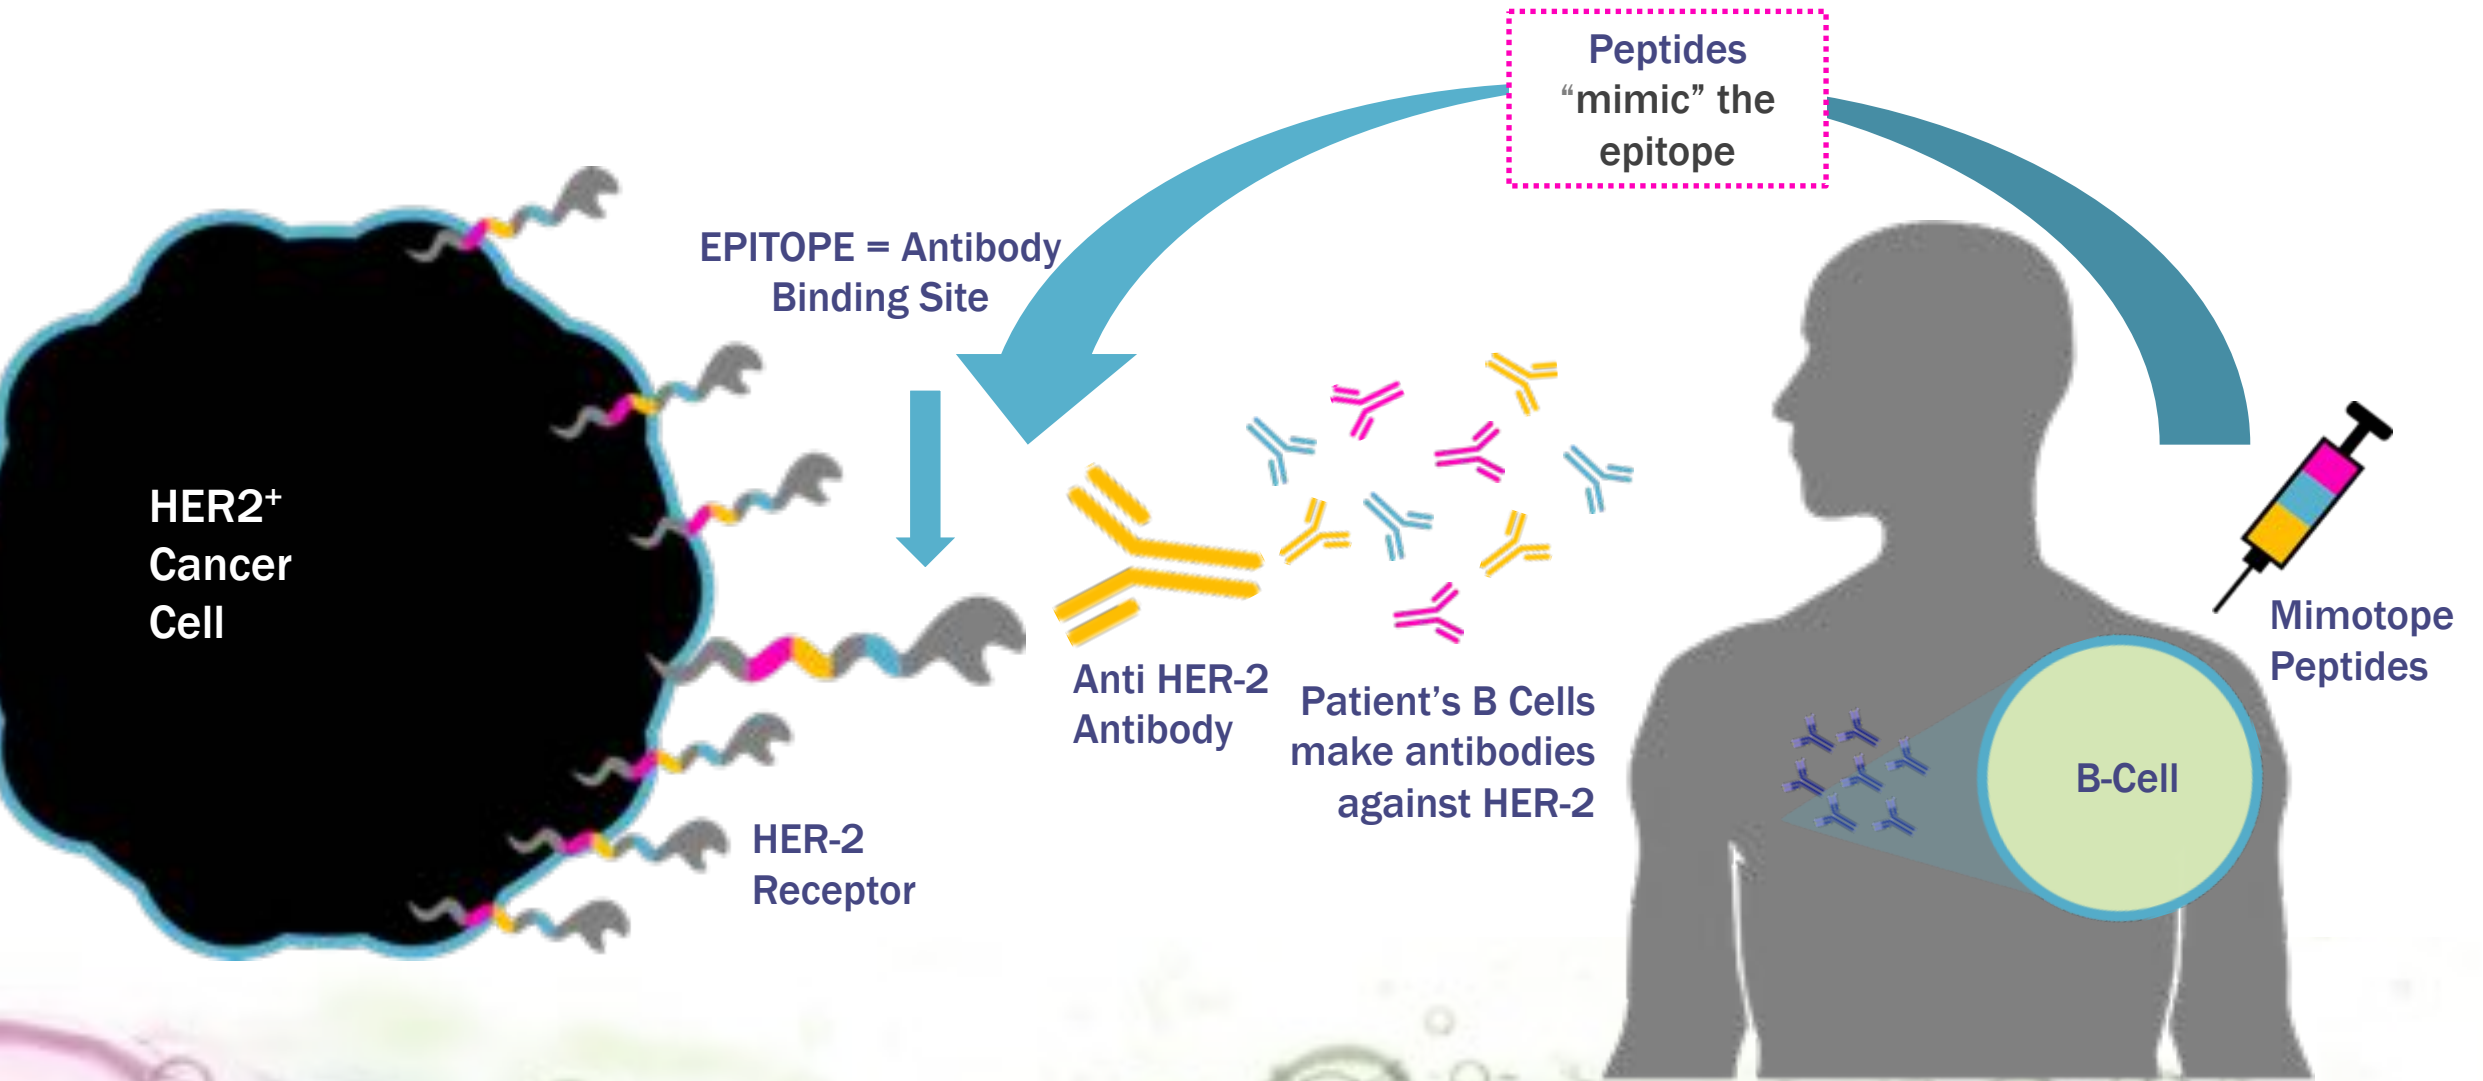 Peptides
“mimic” the
epitope
EPITOPE = Antibody
Binding Site
HER2⁺
Cancer
Cell
Anti HER-2
Antibody
Patient’s B Cells
make antibodies
against HER-2
Mimotope
Peptides
B-Cell
HER-2
Receptor